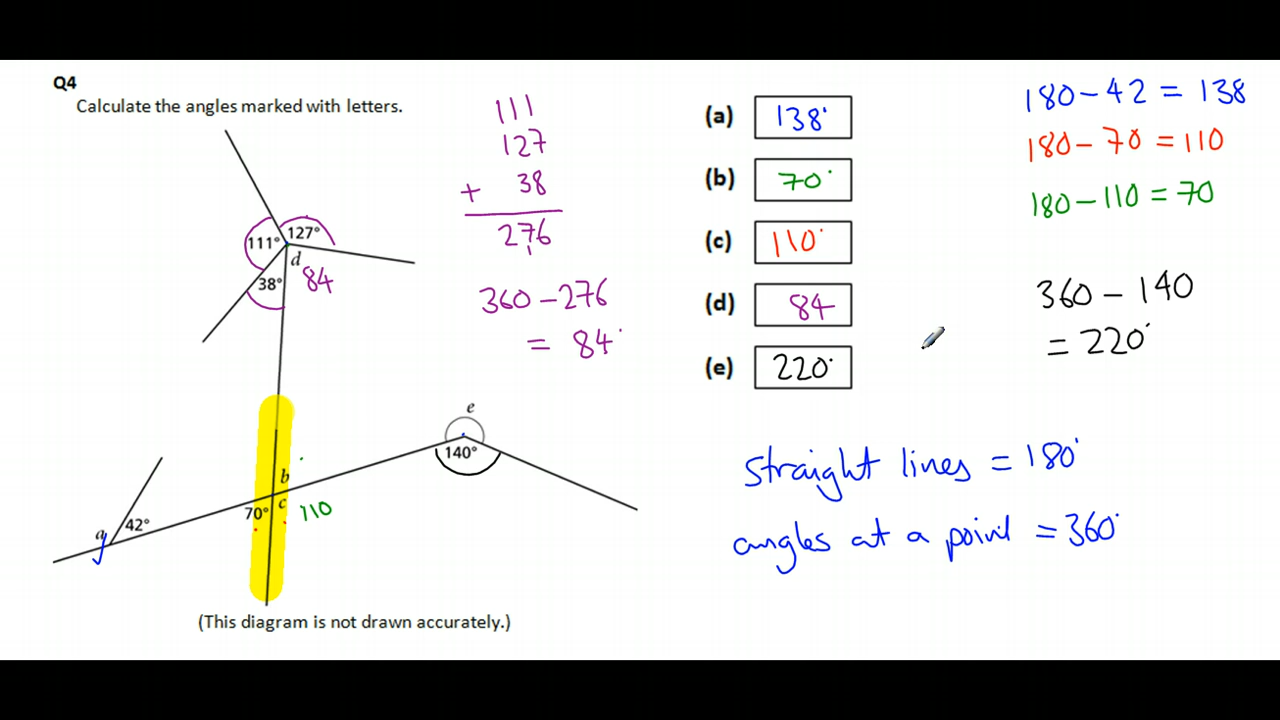 Q4
Calculate the angles marked with letters.
111
127
+ 38
276
1
360 - 276
= 84°
111°
127°
d
38°
84
e
140°
b
c
70°
110
a
42°
(This diagram is not drawn accurately.)
(a) 138°
(b) 70°
(c) 110°
(d) 84
(e) 220°
180 - 42 = 138
180 - 70 = 110
180 - 110 = 70
360 - 140
= 220°
straight lines = 180°
angles at a point = 360°